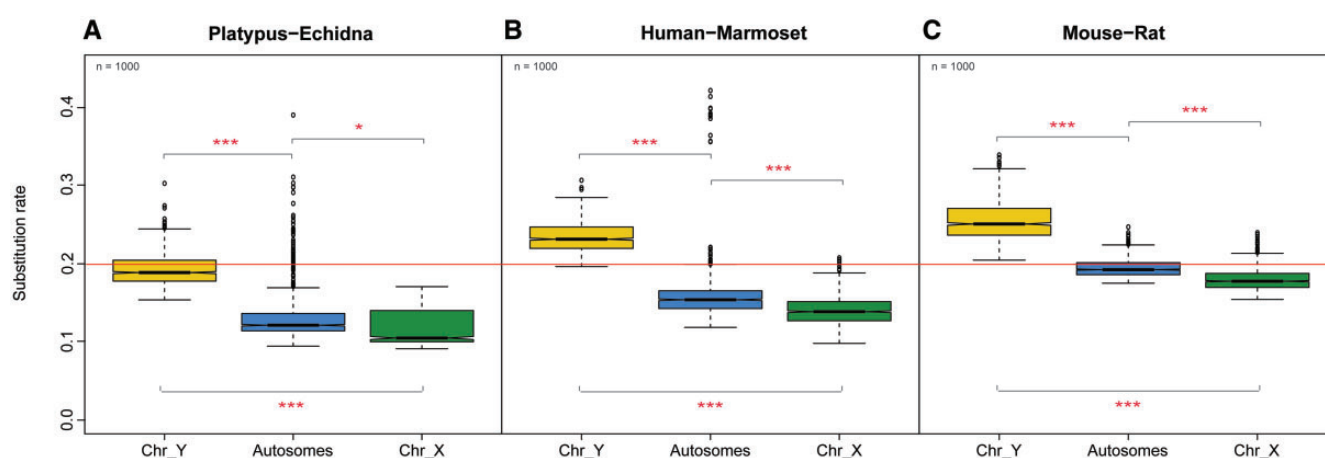 A Platypus−Echidna
B Human−Marmoset
C Mouse−Rat
n = 1000
n = 1000
n = 1000
Substitution rate
0.4
0.3
0.2
0.1
0.0
***
*
***
***
***
***
***
***
***
Chr_Y Autosomes Chr_X
Chr_Y Autosomes Chr_X
Chr_Y Autosomes Chr_X